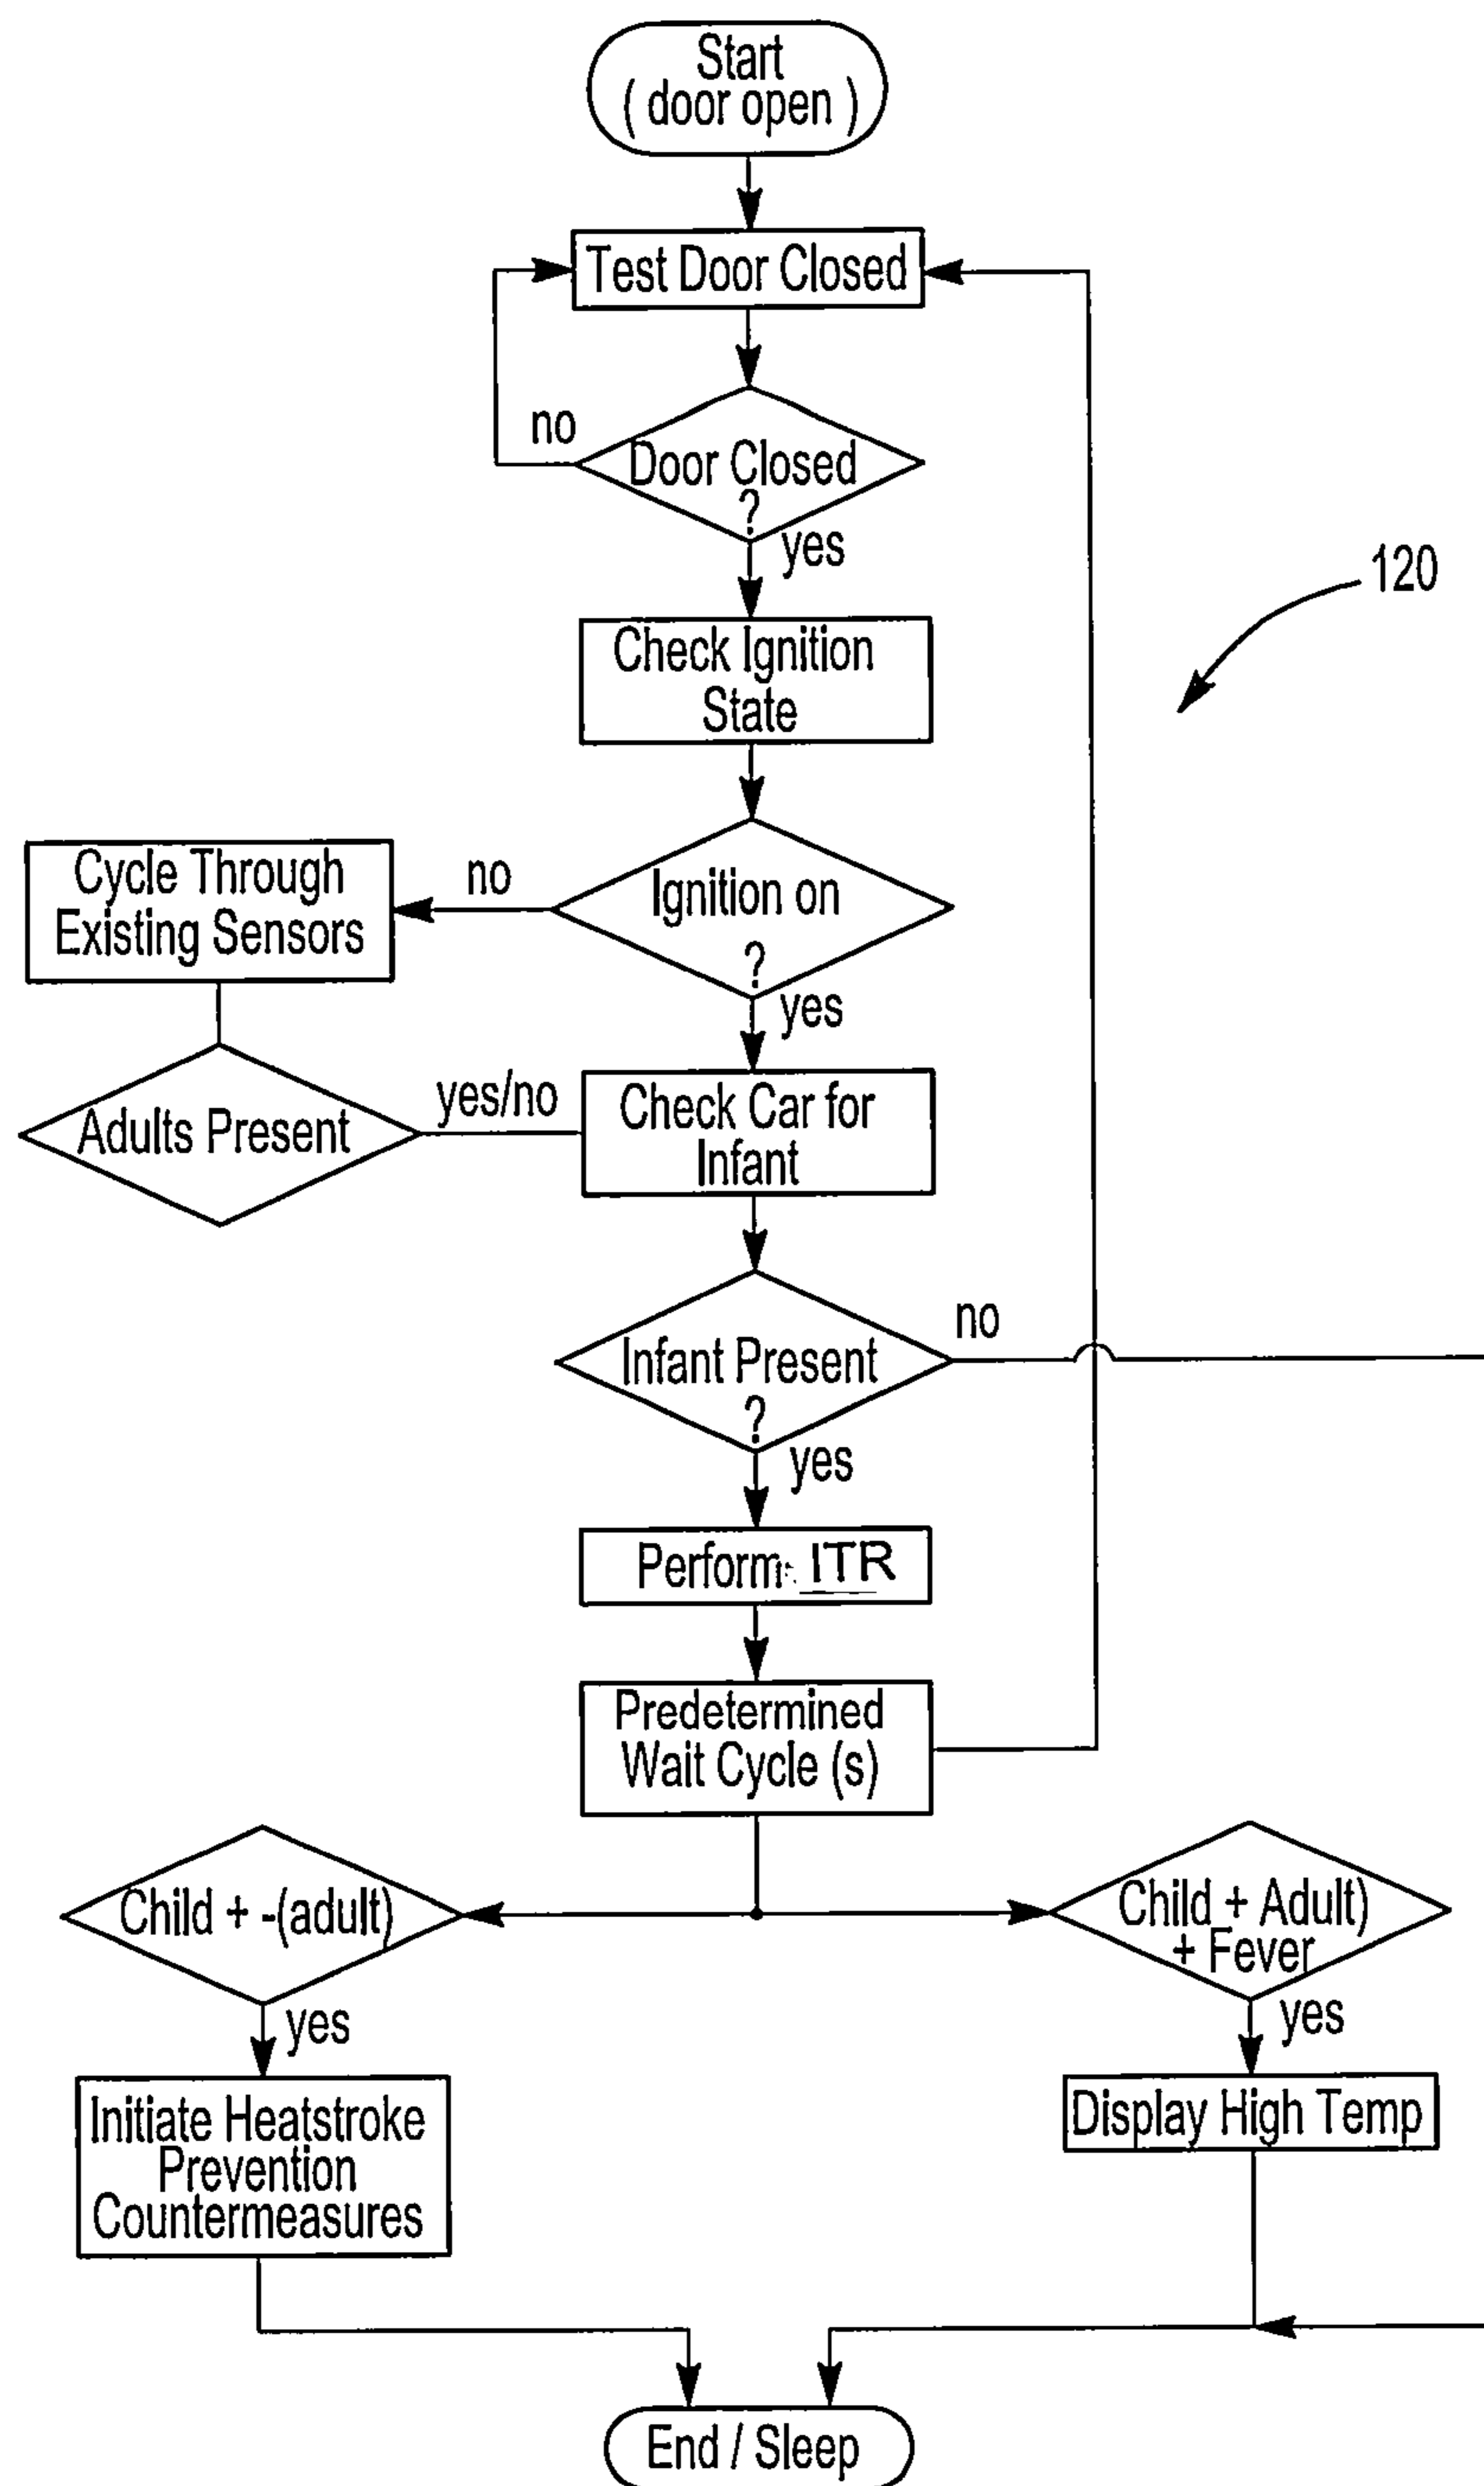 Start
( door open )
Test Door Closed
no
Door Closed
?
yes
120
Check Ignition
State
Cycle Through
Existing Sensors
no
Ignition on
?
yes
Adults Present
yes/no
Check Car for
Infant
no
Infant Present
?
yes
Perform ITR
Predetermined
Wait Cycle (s)
Child + -(adult)
Child + Adult)
+ Fever
yes
yes
Initiate Heatstroke
Prevention
Countermeasures
Display High Temp
End / Sleep